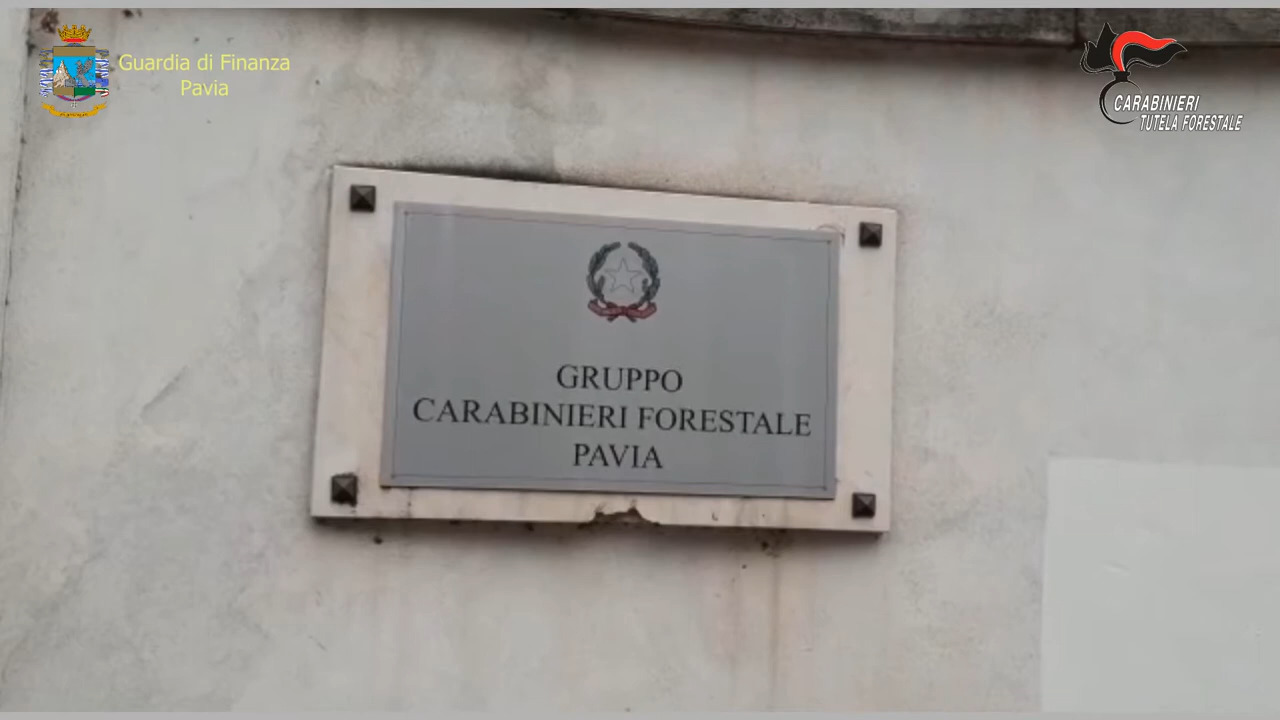 Guardia di Finanza
Pavia
CARABINIERI
TUTELA FORESTALE
GRUPPO
CARABINIERI FORESTALE
PAVIA